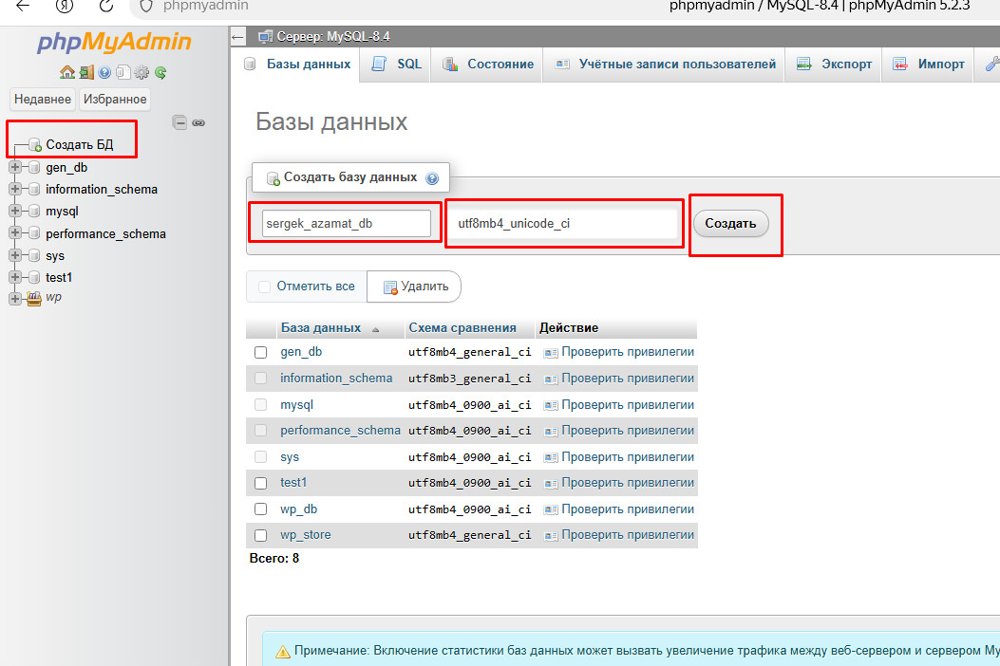 phpmyadmin
phpmyadmin / MySQL-8.4 | phpMyAdmin 5.2.3
phpMyAdmin
Недавнее Избранное
Создать БД
gen_db
information_schema
mysql
performance_schema
sys
test1
wp
Сервер: MySQL-8.4
Базы данных SQL Состояние Учётные записи пользователей Экспорт Импорт
Базы данных
Создать базу данных
sergek_azamat_db utf8mb4_unicode_ci Создать
Отметить все Удалить
База данных Схема сравнения Действие
gen_db utf8mb4_general_ci Проверить привилегии
information_schema utf8mb3_general_ci Проверить привилегии
mysql utf8mb4_0900_ai_ci Проверить привилегии
performance_schema utf8mb4_0900_ai_ci Проверить привилегии
sys utf8mb4_0900_ai_ci Проверить привилегии
test1 utf8mb4_0900_ai_ci Проверить привилегии
wp_db utf8mb4_0900_ai_ci Проверить привилегии
wp_store utf8mb4_general_ci Проверить привилегии
Всего: 8
Примечание: Включение статистики баз данных может вызвать увеличение трафика между веб-сервером и сервером My